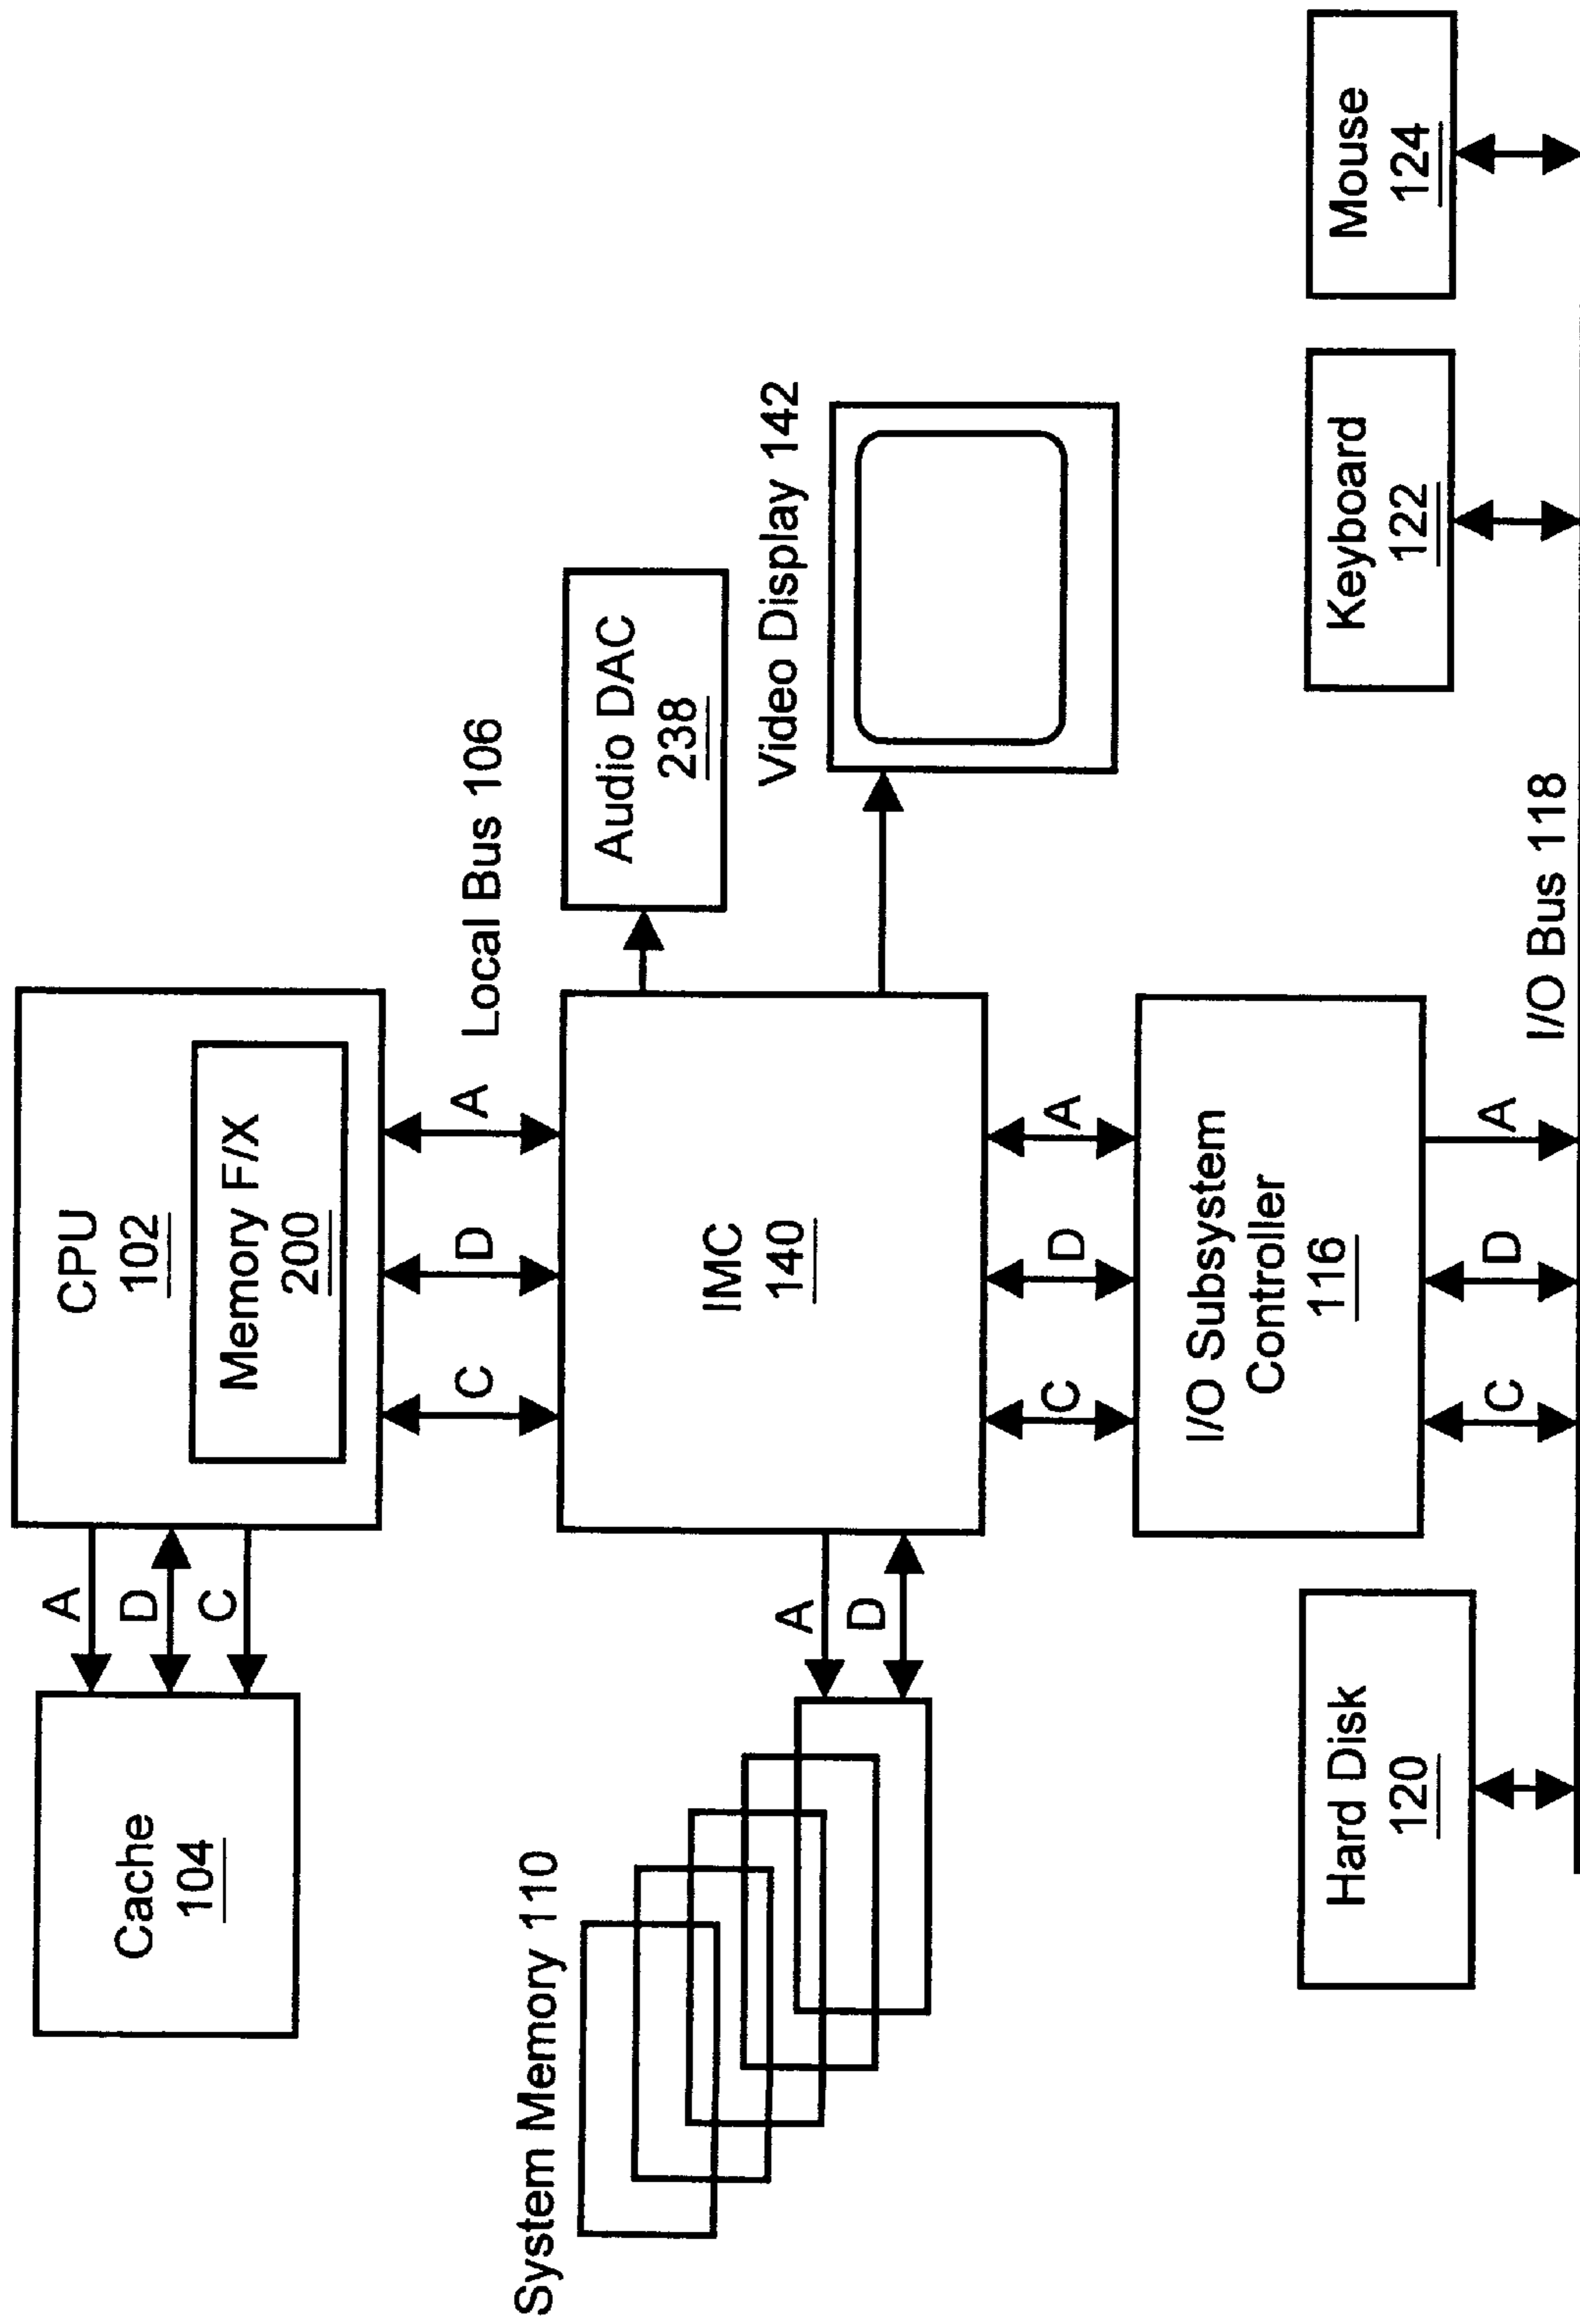 Cache
104
A
D
C
CPU
102
Memory F/X
200
C
D
A
Local Bus 106
System Memory 110
A
D
IMC
140
Audio DAC
238
Video Display 142
C
D
A
I/O Subsystem
Controller
116
Hard Disk
120
C
D
A
I/O Bus 118
Keyboard
122
Mouse
124